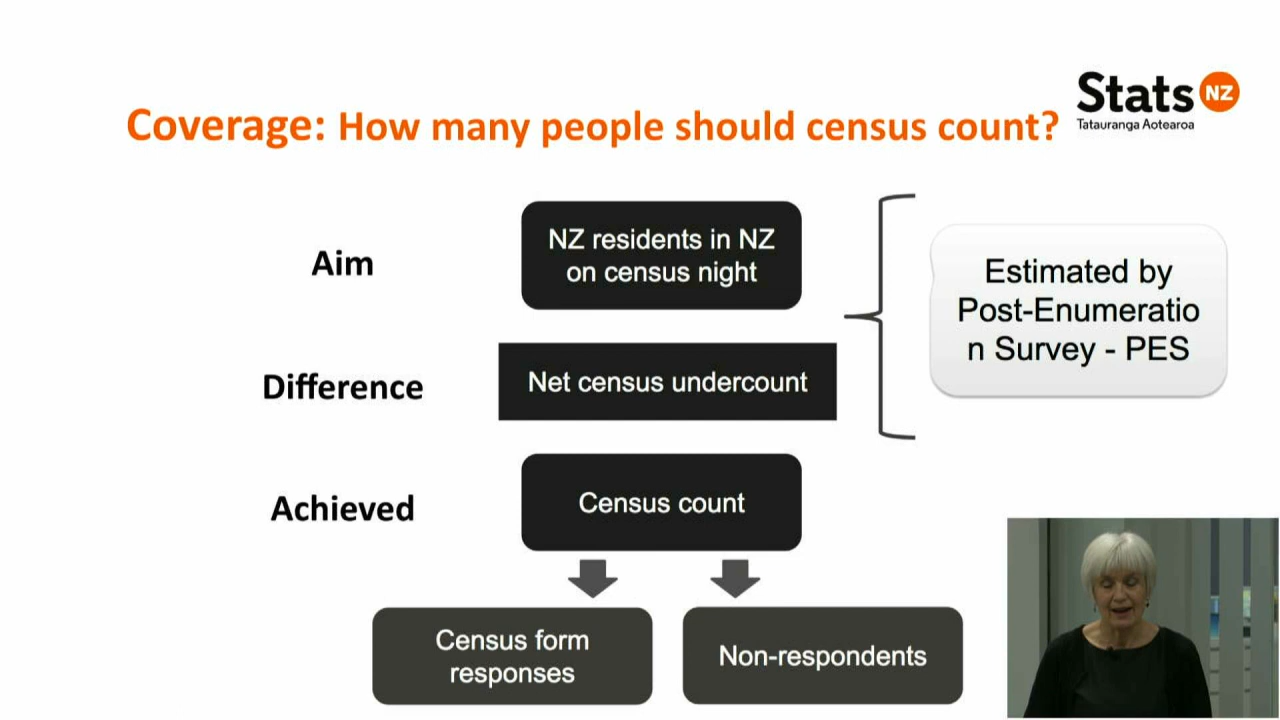 Stats NZ
Tatauranga Aotearoa
Coverage: How many people should census count?
Aim
NZ residents in NZ
on census night
Estimated by
Post-Enumeratio
n Survey - PES
Difference
Net census undercount
Achieved
Census count
Census form
responses
Non-respondents